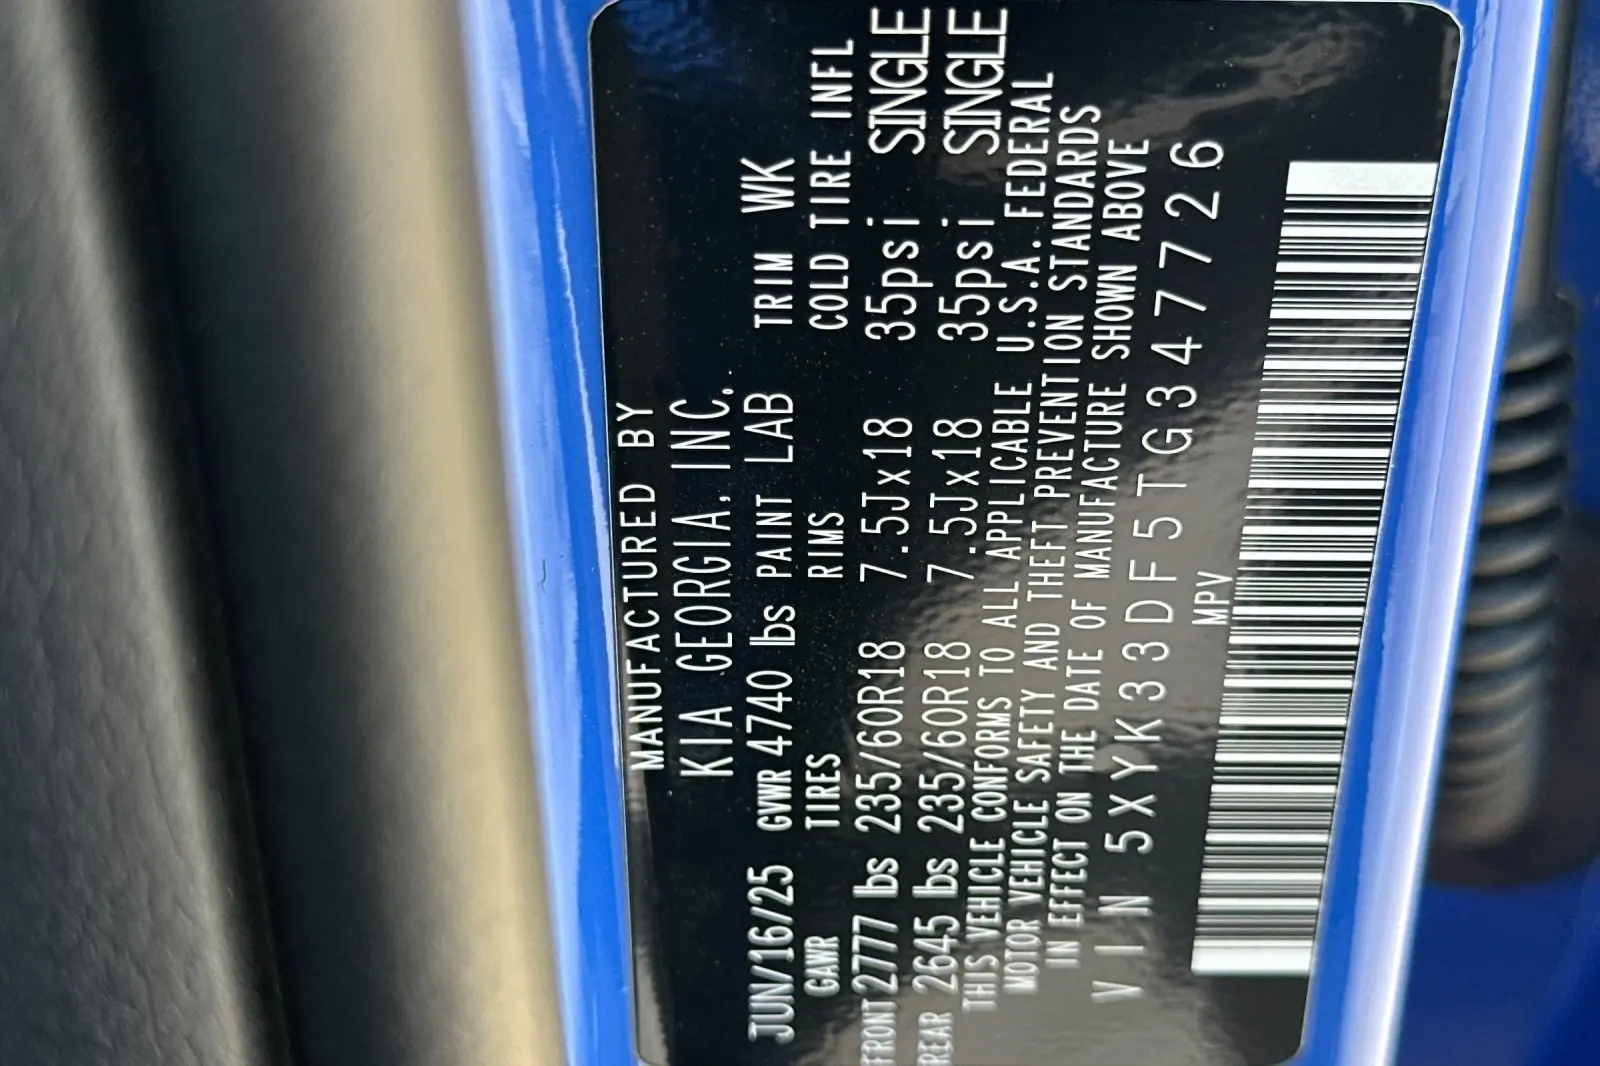 MANUFACTURED BY
KIA GEORGIA, INC.
JUN/16/25 GVWR 4740 lbs PAINT LAB TRIM WK
GAWR TIRES RIMS COLD TIRE INFL
FRONT 2777 lbs 235/60R18 7.5Jx18 35psi SINGLE
REAR 2645 lbs 235/60R18 7.5Jx18 35psi SINGLE
THIS VEHICLE CONFORMS TO ALL APPLICABLE U.S.A. FEDERAL
MOTOR VEHICLE SAFETY AND THEFT PREVENTION STANDARDS
IN EFFECT ON THE DATE OF MANUFACTURE SHOWN ABOVE
VIN 5XYK33DF5TG347726
MPV